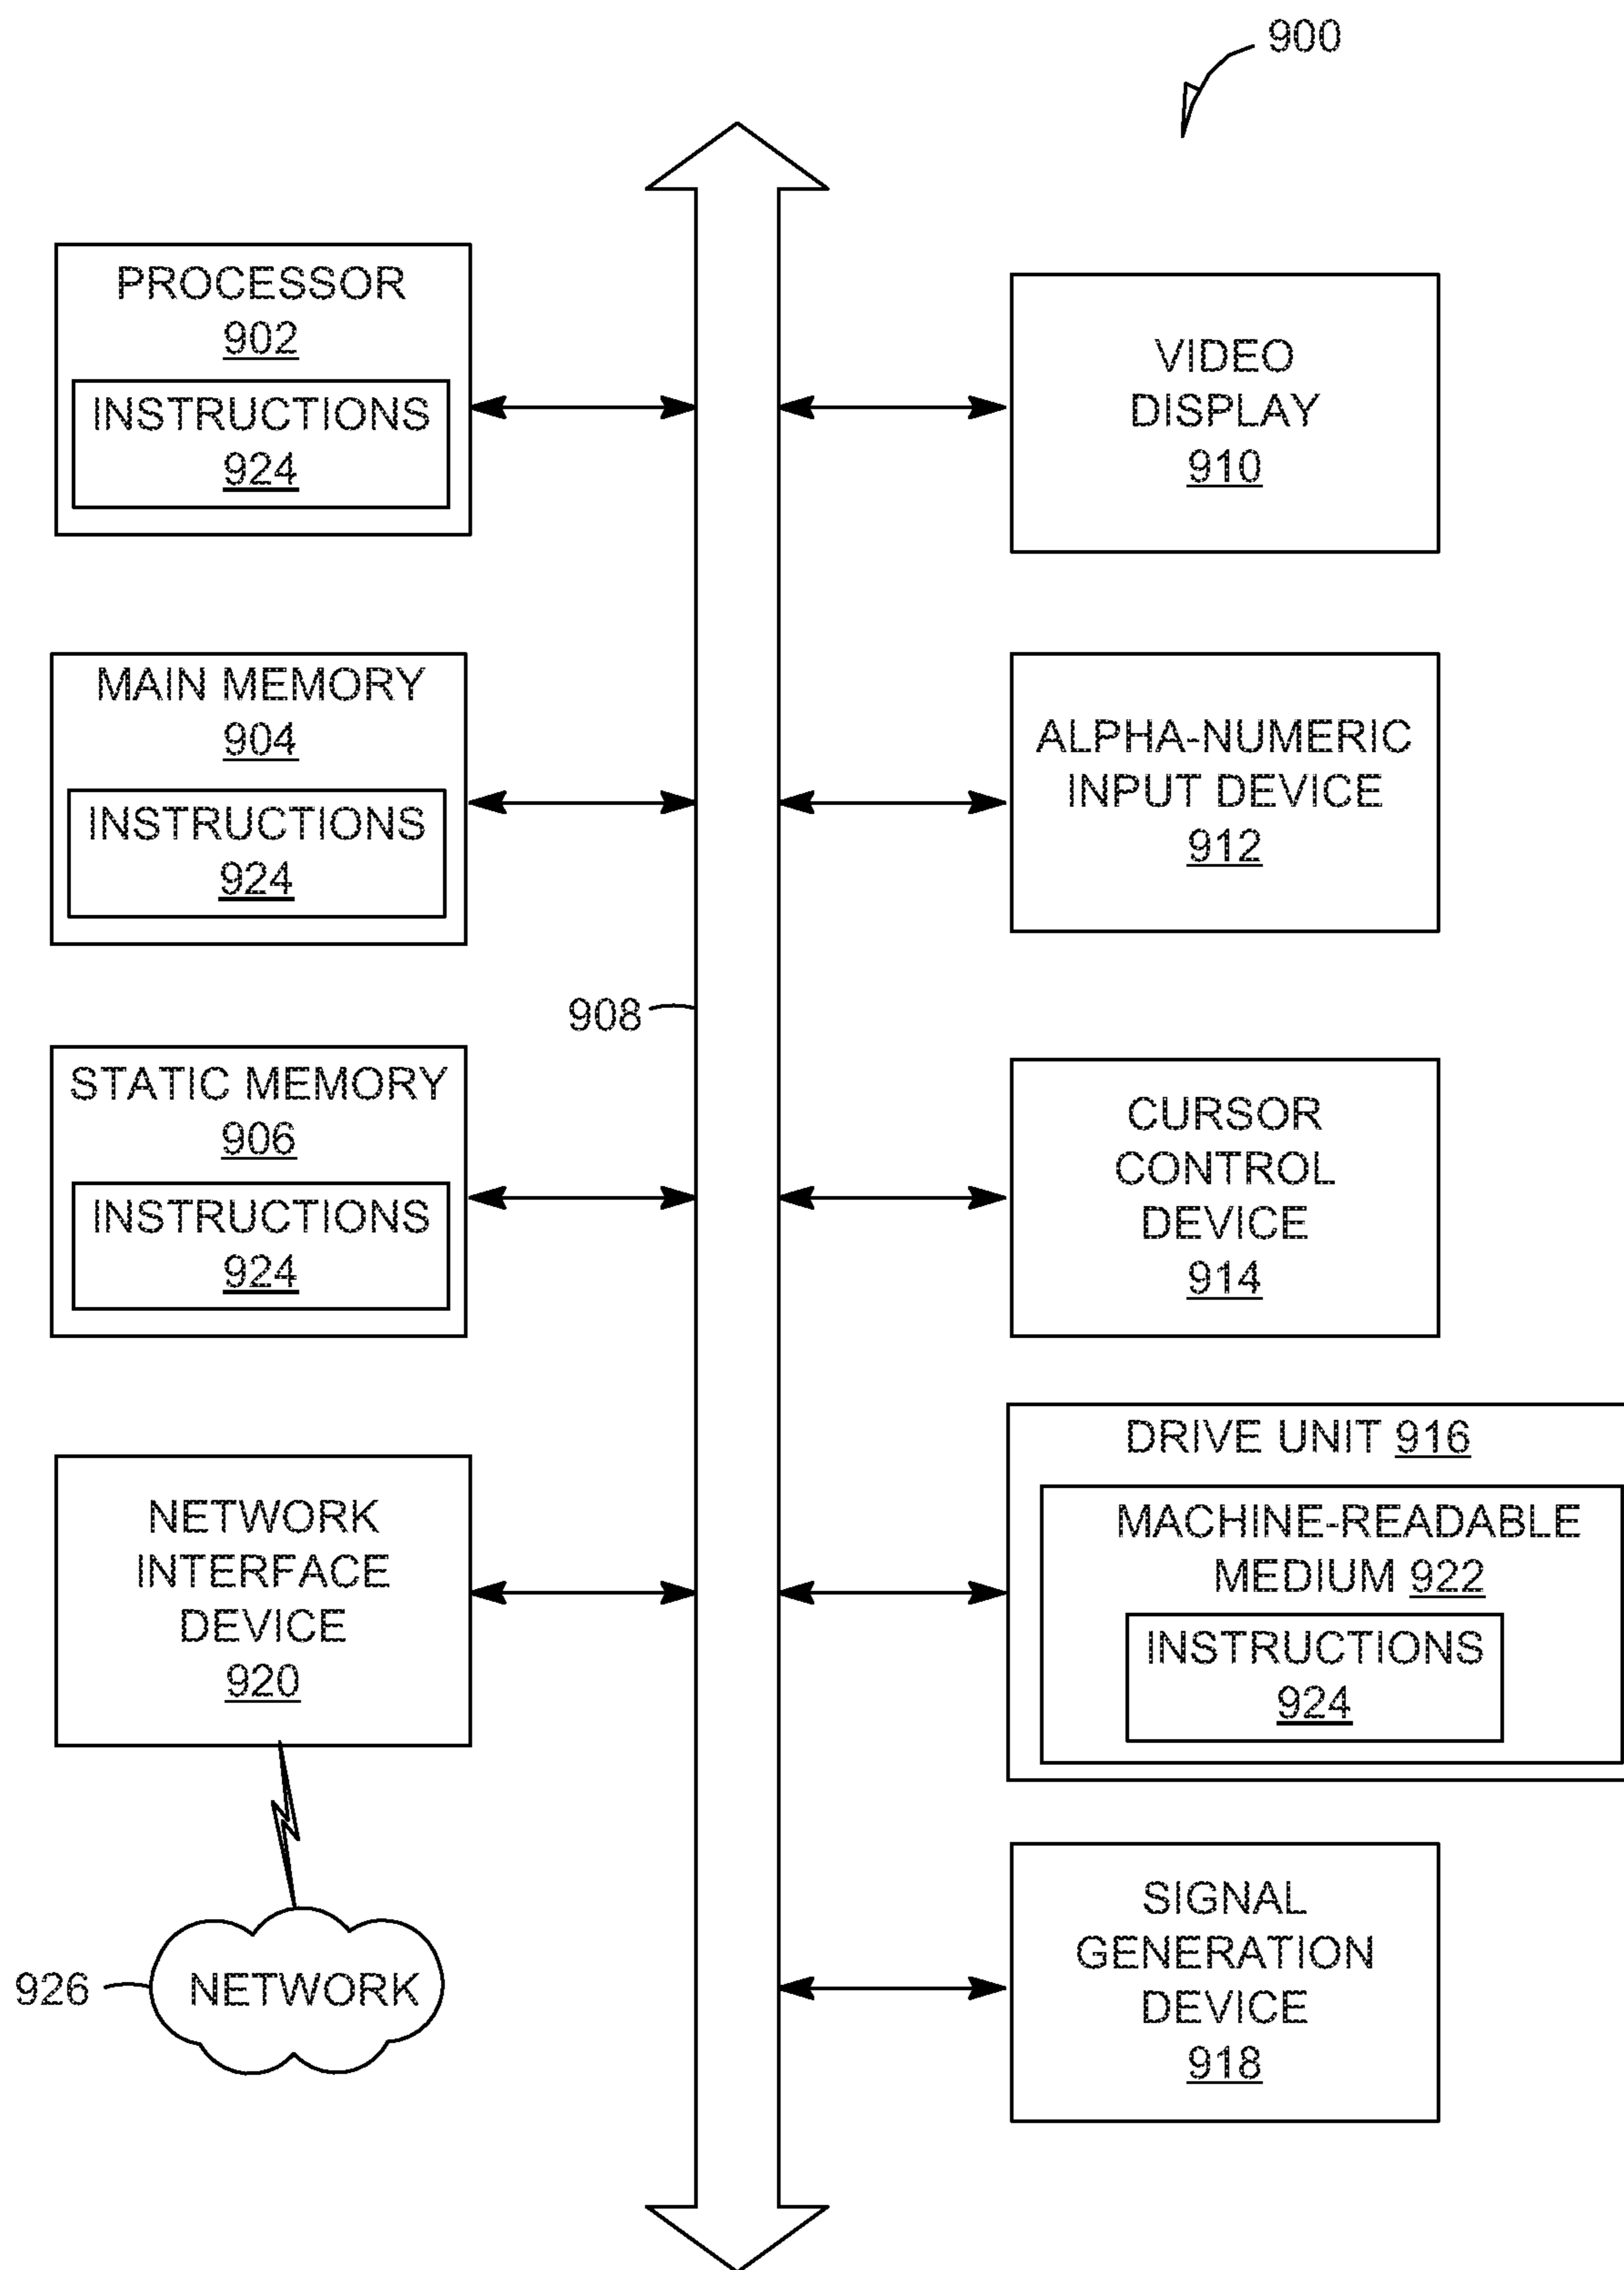 900
PROCESSOR
902
INSTRUCTIONS
924
MAIN MEMORY
904
INSTRUCTIONS
924
908
STATIC MEMORY
906
INSTRUCTIONS
924
NETWORK
INTERFACE
DEVICE
920
926
NETWORK
VIDEO
DISPLAY
910
ALPHA-NUMERIC
INPUT DEVICE
912
CURSOR
CONTROL
DEVICE
914
DRIVE UNIT 916
MACHINE-READABLE
MEDIUM 922
INSTRUCTIONS
924
SIGNAL
GENERATION
DEVICE
918